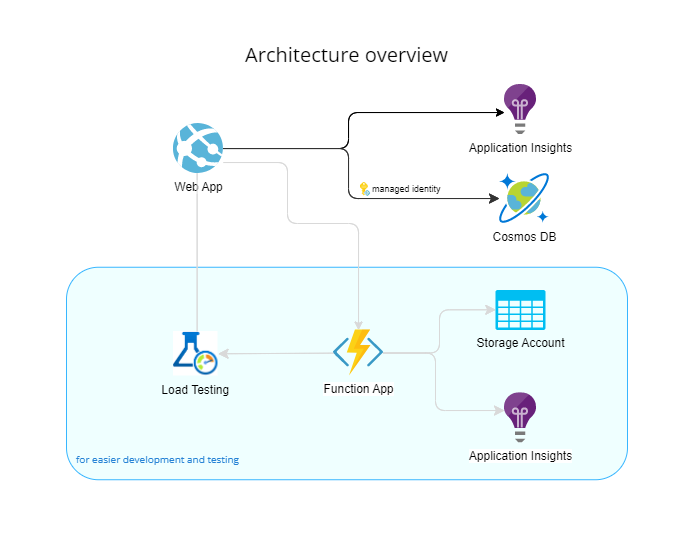 Architecture overview
Application Insights
Web App
managed identity
Cosmos DB
Storage Account
Load Testing
Function App
Application Insights
for easier development and testing